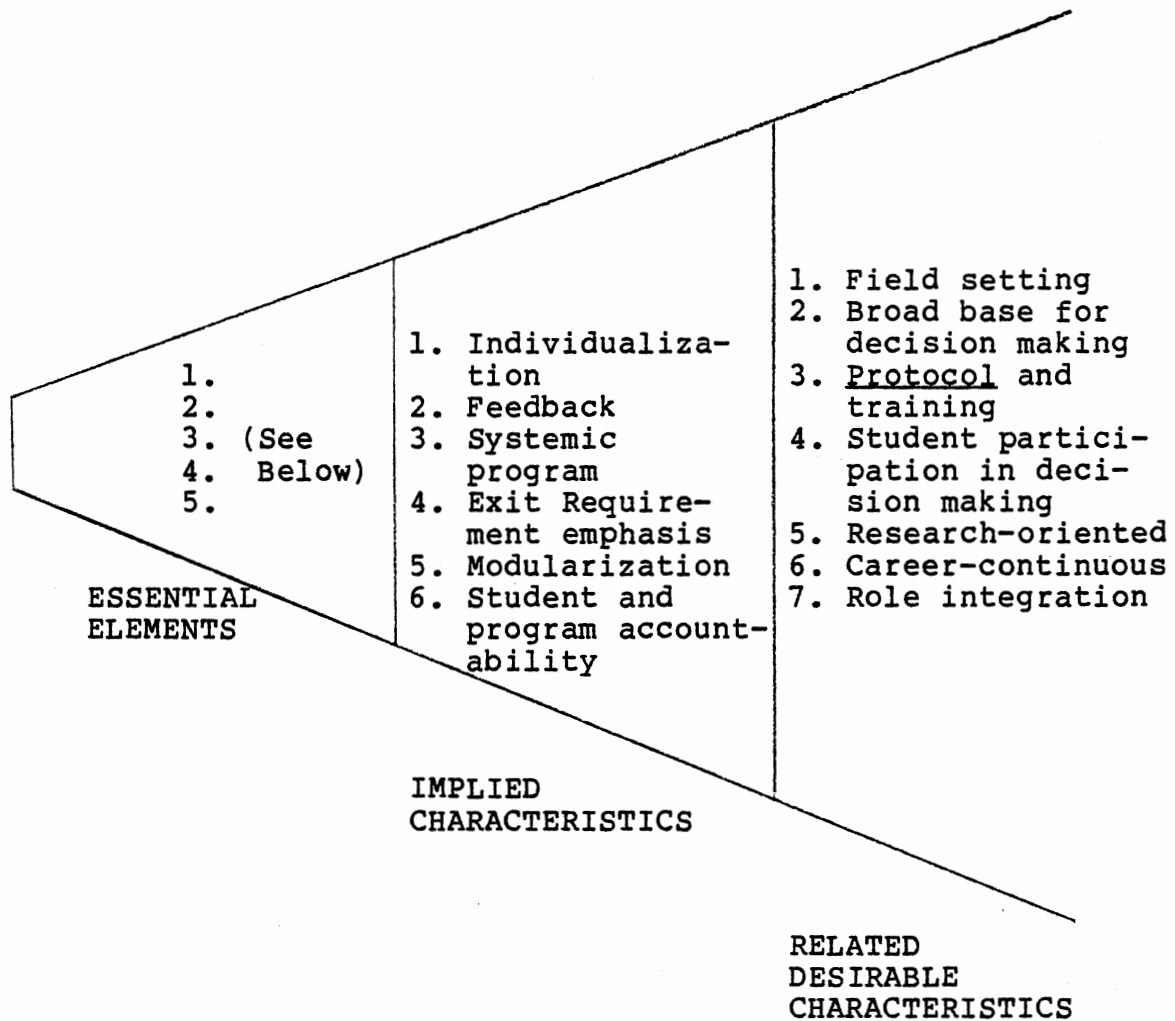 1.
2.
3. (See
4. Below)
5.
ESSENTIAL
ELEMENTS
1. Individualiza-
tion
2. Feedback
3. Systemic
program
4. Exit Require-
ment emphasis
5. Modularization
6. Student and
program account-
ability
IMPLIED
CHARACTERISTICS
1. Field setting
2. Broad base for
decision making
3. Protocol and
training
4. Student partici-
pation in deci-
sion making
5. Research-oriented
6. Career-continuous
7. Role integration
RELATED
DESIRABLE
CHARACTERISTICS